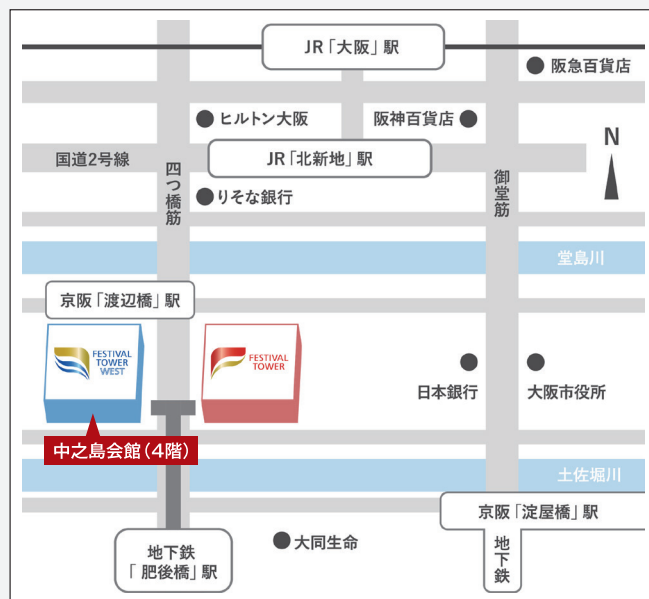 JR「大阪」駅
阪急百貨店
ヒルトン大阪
阪神百貨店
N
国道2号線
JR「北新地」駅
四つ橋筋
御堂筋
りそな銀行
堂島川
京阪「渡辺橋」駅
FESTIVAL
TOWER
WEST
FESTIVAL
TOWER
日本銀行
大阪市役所
中之島会館(4階)
土佐堀川
京阪「淀屋橋」駅
地下鉄
地下鉄
「肥後橋」駅
大同生命